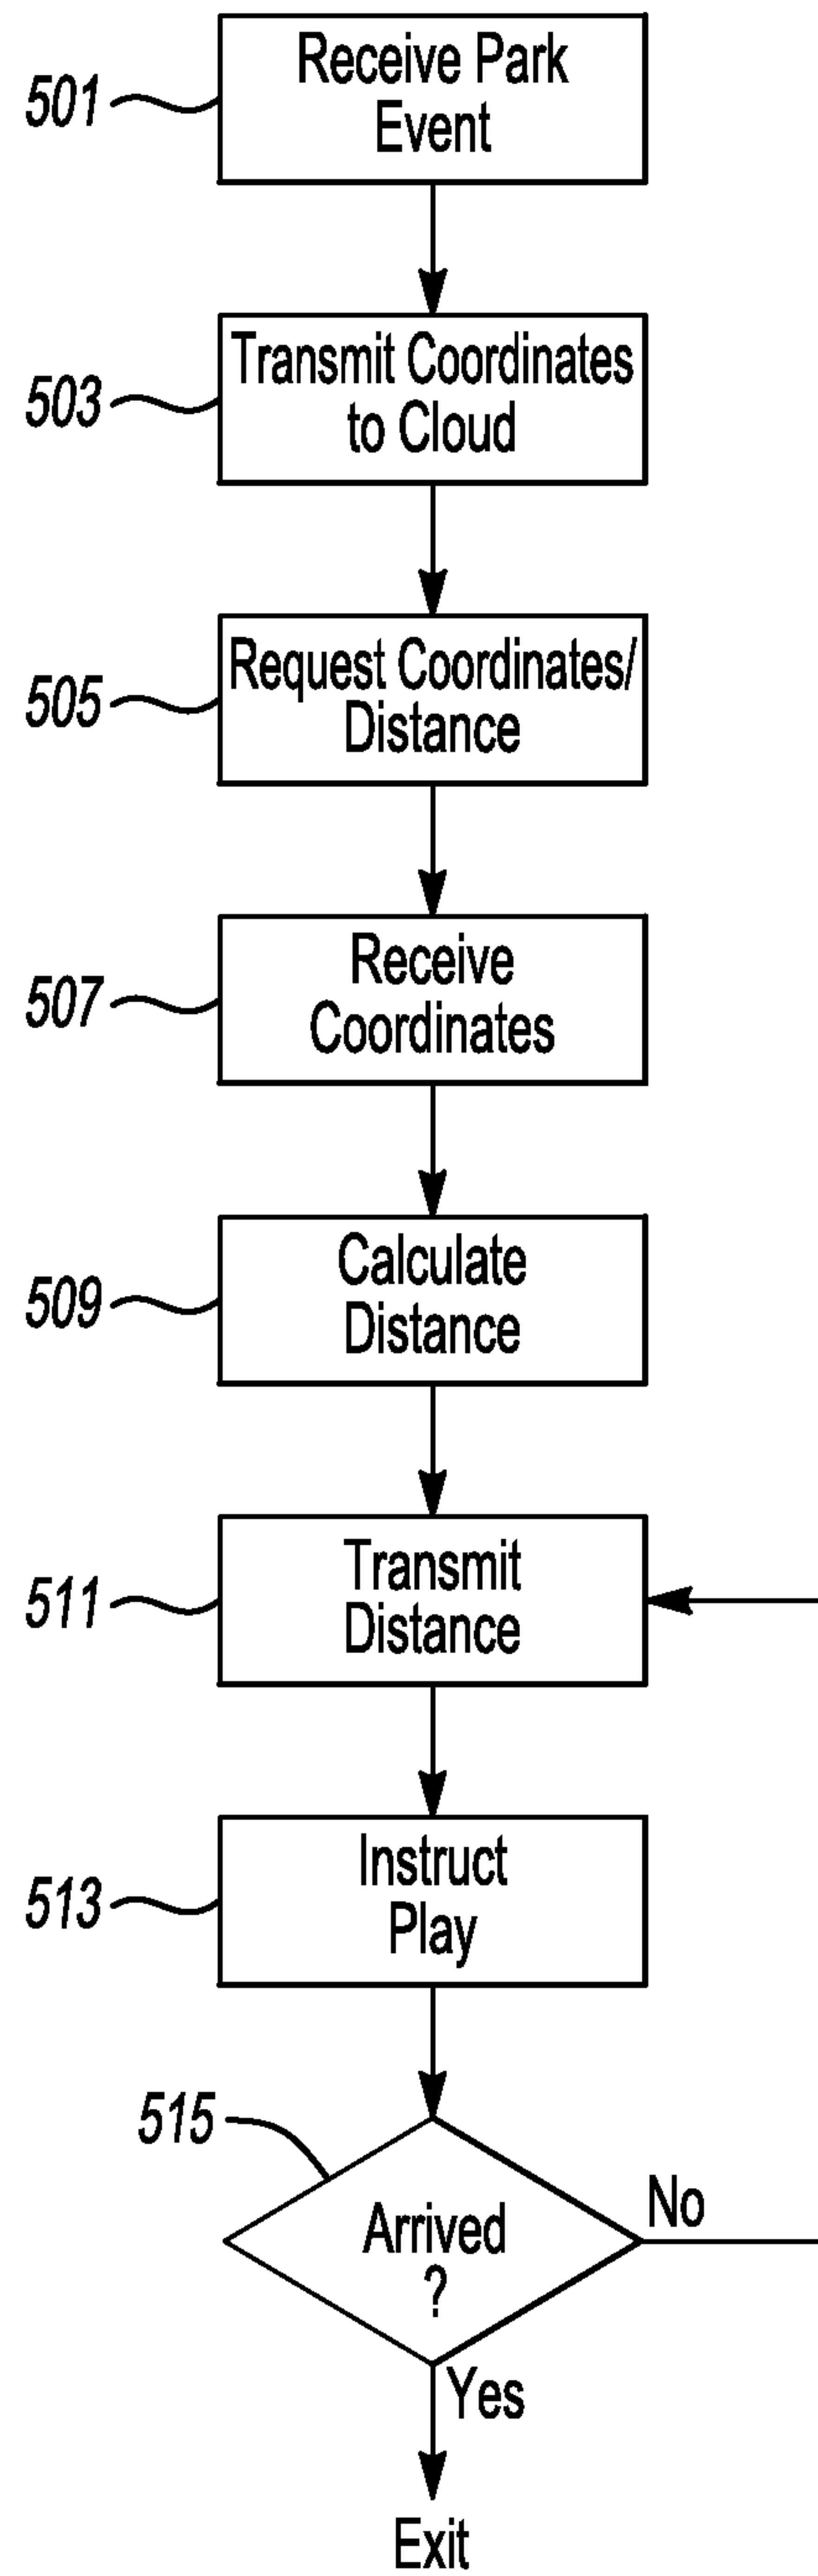 501
Receive Park
Event
503
Transmit Coordinates
to Cloud
505
Request Coordinates/
Distance
507
Receive
Coordinates
509
Calculate
Distance
511
Transmit
Distance
513
Instruct
Play
515
Arrived
?
No
Yes
Exit